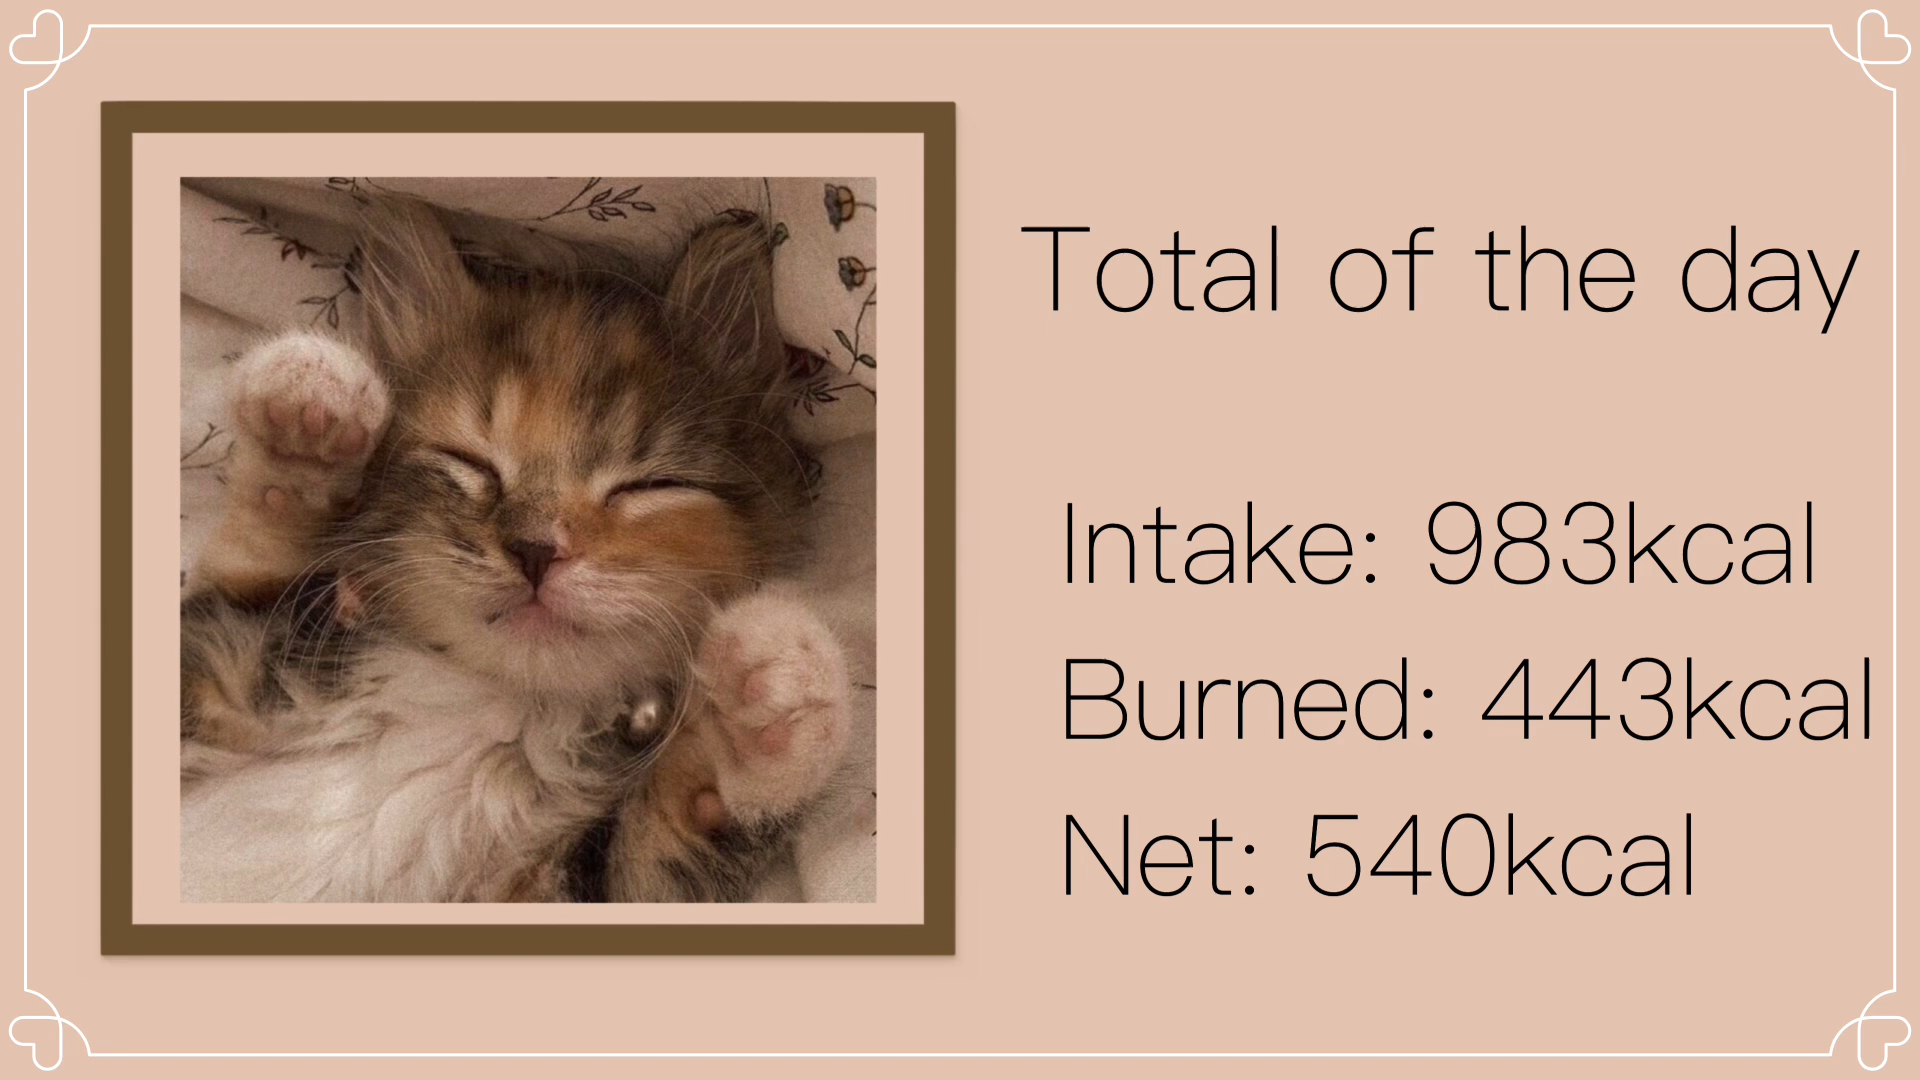 Total of the day
Intake: 983kcal
Burned: 443kcal
Net: 540kcal